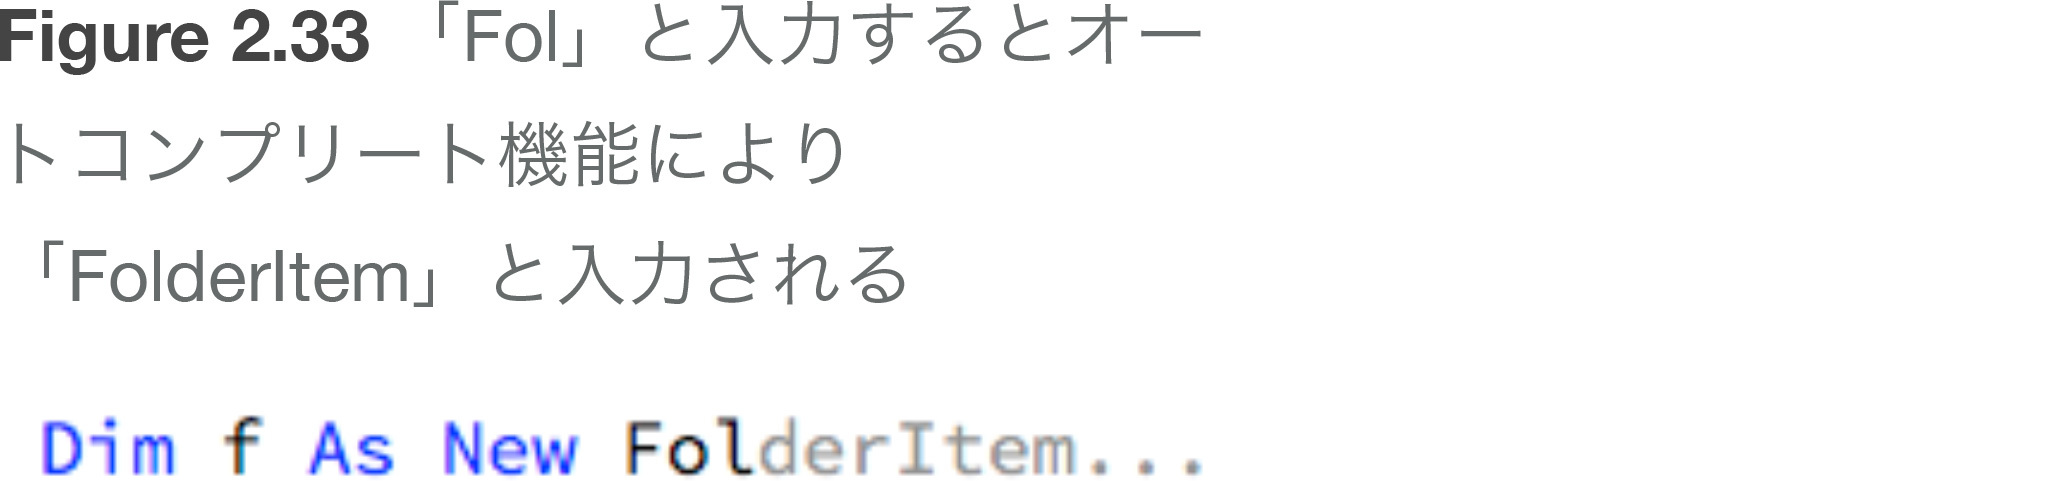 Figure 2.33 「Fol」と入力するとオー
トコンプリート機能により
「FolderItem」と入力される
Dim f As New FolderItem...